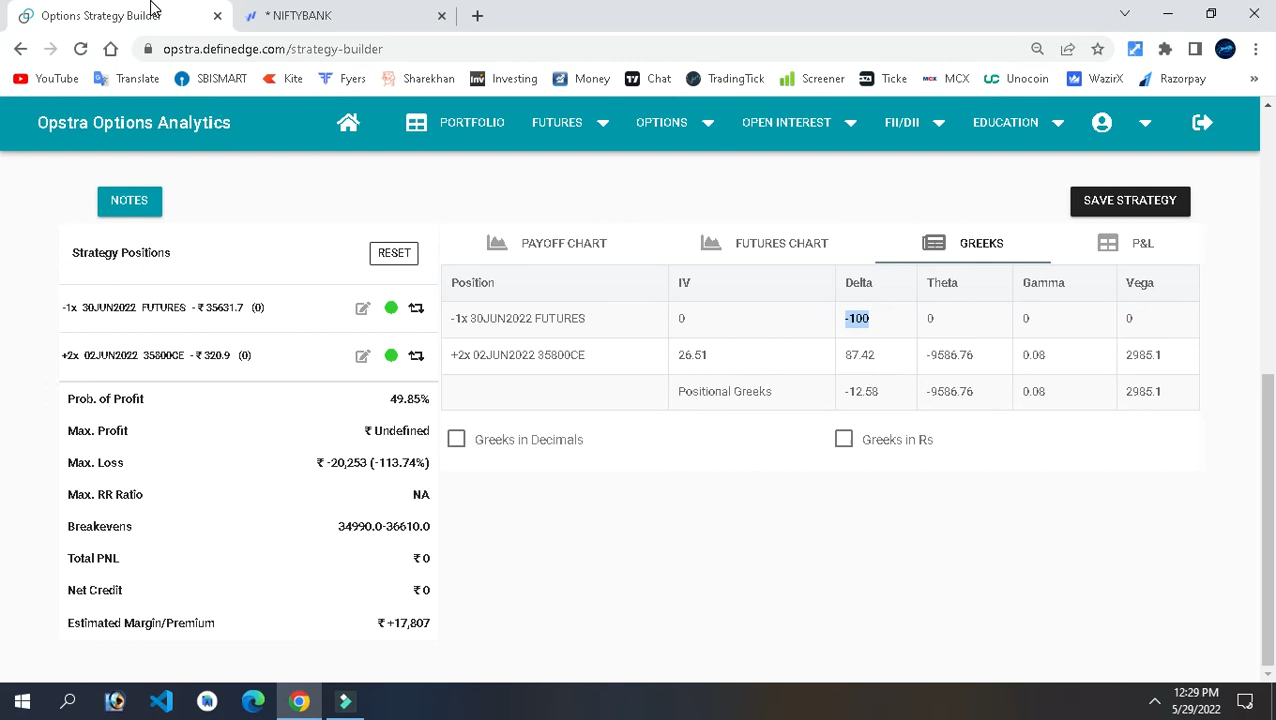 Options Strategy Builder
* NIFTYBANK
opstra.definedge.com/strategy-builder
YouTube Translate SBISMART Kite Fyers Sharekhan Investing Money Chat TradingTick Screener Ticke MCX Unocoin WazirX Razorpay »
Opstra Options Analytics PORTFOLIO FUTURES OPTIONS OPEN INTEREST FII/DII EDUCATION
NOTES SAVE STRATEGY
Strategy Positions RESET
PAYOFF CHART FUTURES CHART GREEKS P&L
Position IV Delta Theta Gamma Vega
-1x 30JUN2022 FUTURES - ₹ 35631.7 (0)
-1x 30JUN2022 FUTURES 0 -100 0 0 0
+2x 02JUN2022 35800CE - ₹ 320.9 (0)
+2x 02JUN2022 35800CE 26.51 87.42 -9586.76 0.08 2985.1
Positional Greeks -12.58 -9586.76 0.08 2985.1
Greeks in Decimals Greeks in Rs
Prob. of Profit 49.85%
Max. Profit ₹ Undefined
Max. Loss ₹ -20,253 (-113.74%)
Max. RR Ratio NA
Breakevens 34990.0-36610.0
Total PNL ₹ 0
Net Credit ₹ 0
Estimated Margin/Premium ₹ +17,807
12:29 PM
5/29/2022